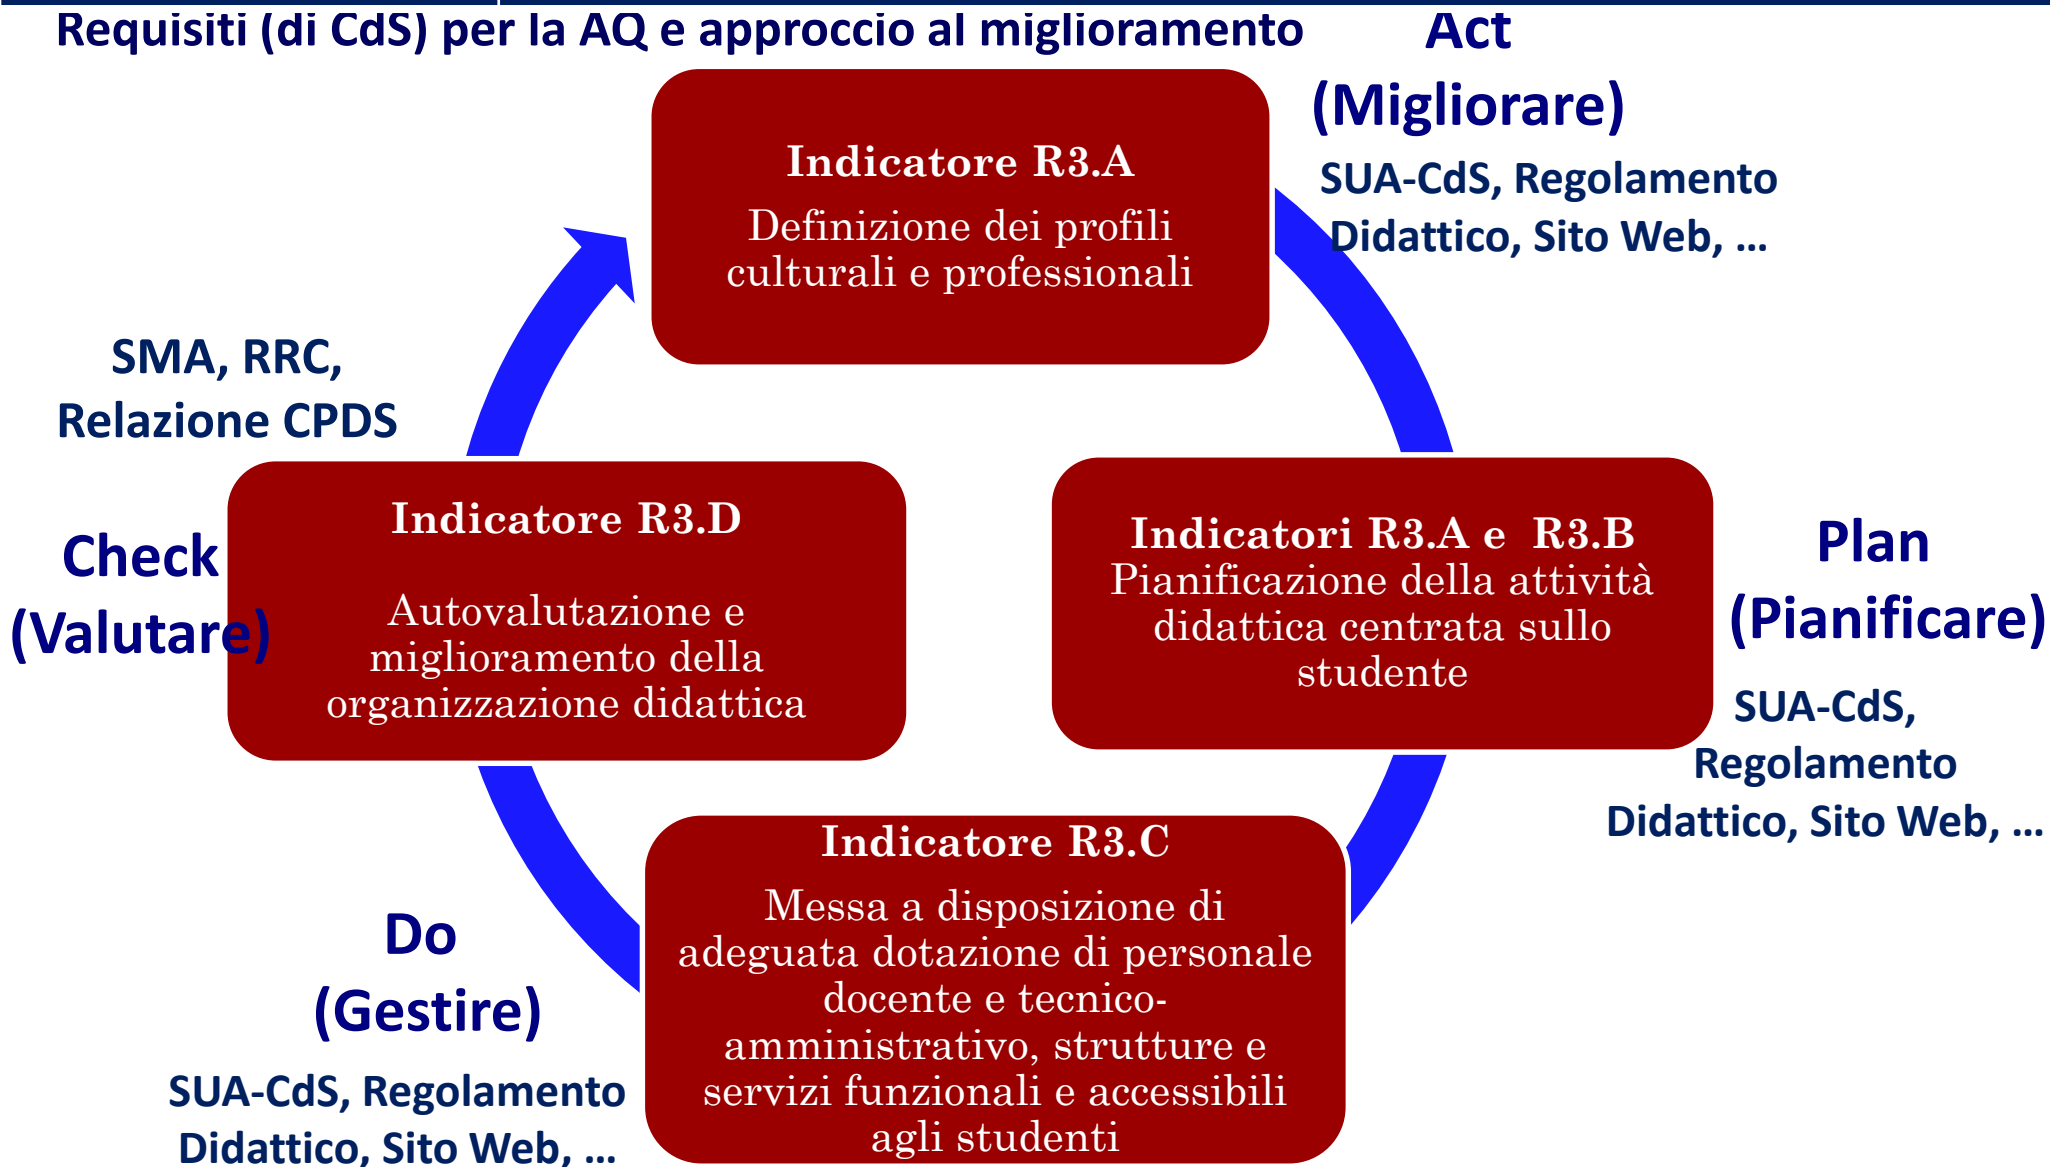 Requisiti (di CdS) per la AQ e approccio al miglioramento
Act
(Migliorare)
SUA-CdS, Regolamento
Didattico, Sito Web, ...
Indicatore R3.A
Definizione dei profili
culturali e professionali
SMA, RRC,
Relazione CPDS
Check
(Valutare)
Indicatore R3.D
Autovalutazione e
miglioramento della
organizzazione didattica
Indicatori R3.A e  R3.B
Pianificazione della attività
didattica centrata sullo
studente
Plan
(Pianificare)
SUA-CdS,
Regolamento
Didattico, Sito Web, ...
Indicatore R3.C
Messa a disposizione di
adeguata dotazione di personale
docente e tecnico-
amministrativo, strutture e
servizi funzionali e accessibili
agli studenti
Do
(Gestire)
SUA-CdS, Regolamento
Didattico, Sito Web, ...